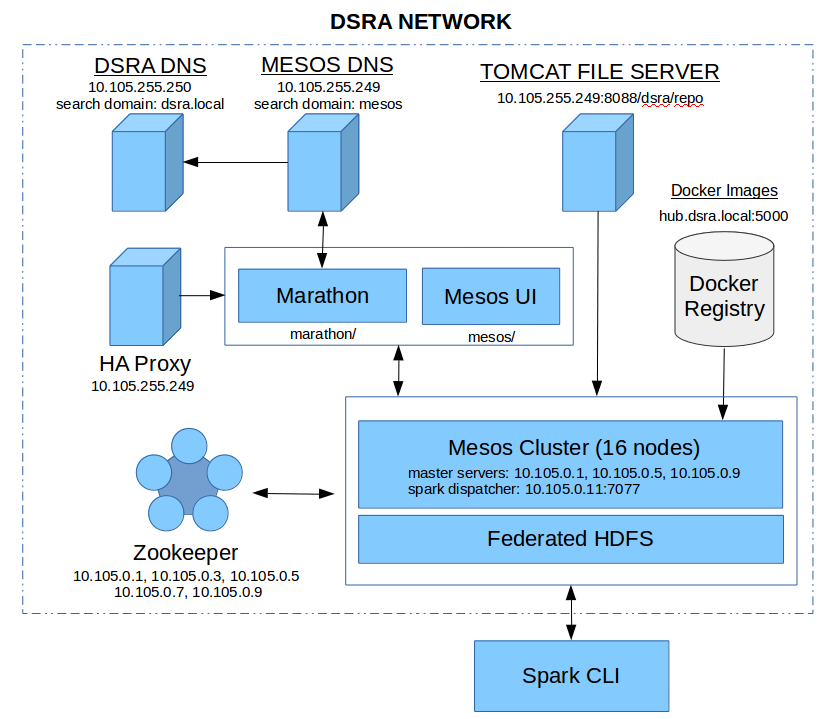 DSRA NETWORK
DSRA DNS
10.105.255.250
search domain: dsra.local
MESOS DNS
10.105.255.249
search domain: mesos
TOMCAT FILE SERVER
10.105.255.249:8088/dsra/repo
Docker Images
hub.dsra.local:5000
Docker
Registry
Marathon
marathon/
Mesos UI
mesos/
HA Proxy
10.105.255.249
Mesos Cluster (16 nodes)
master servers: 10.105.0.1, 10.105.0.5, 10.105.0.9
spark dispatcher: 10.105.0.11:7077
Federated HDFS
Zookeeper
10.105.0.1, 10.105.0.3, 10.105.0.5
10.105.0.7, 10.105.0.9
Spark CLI